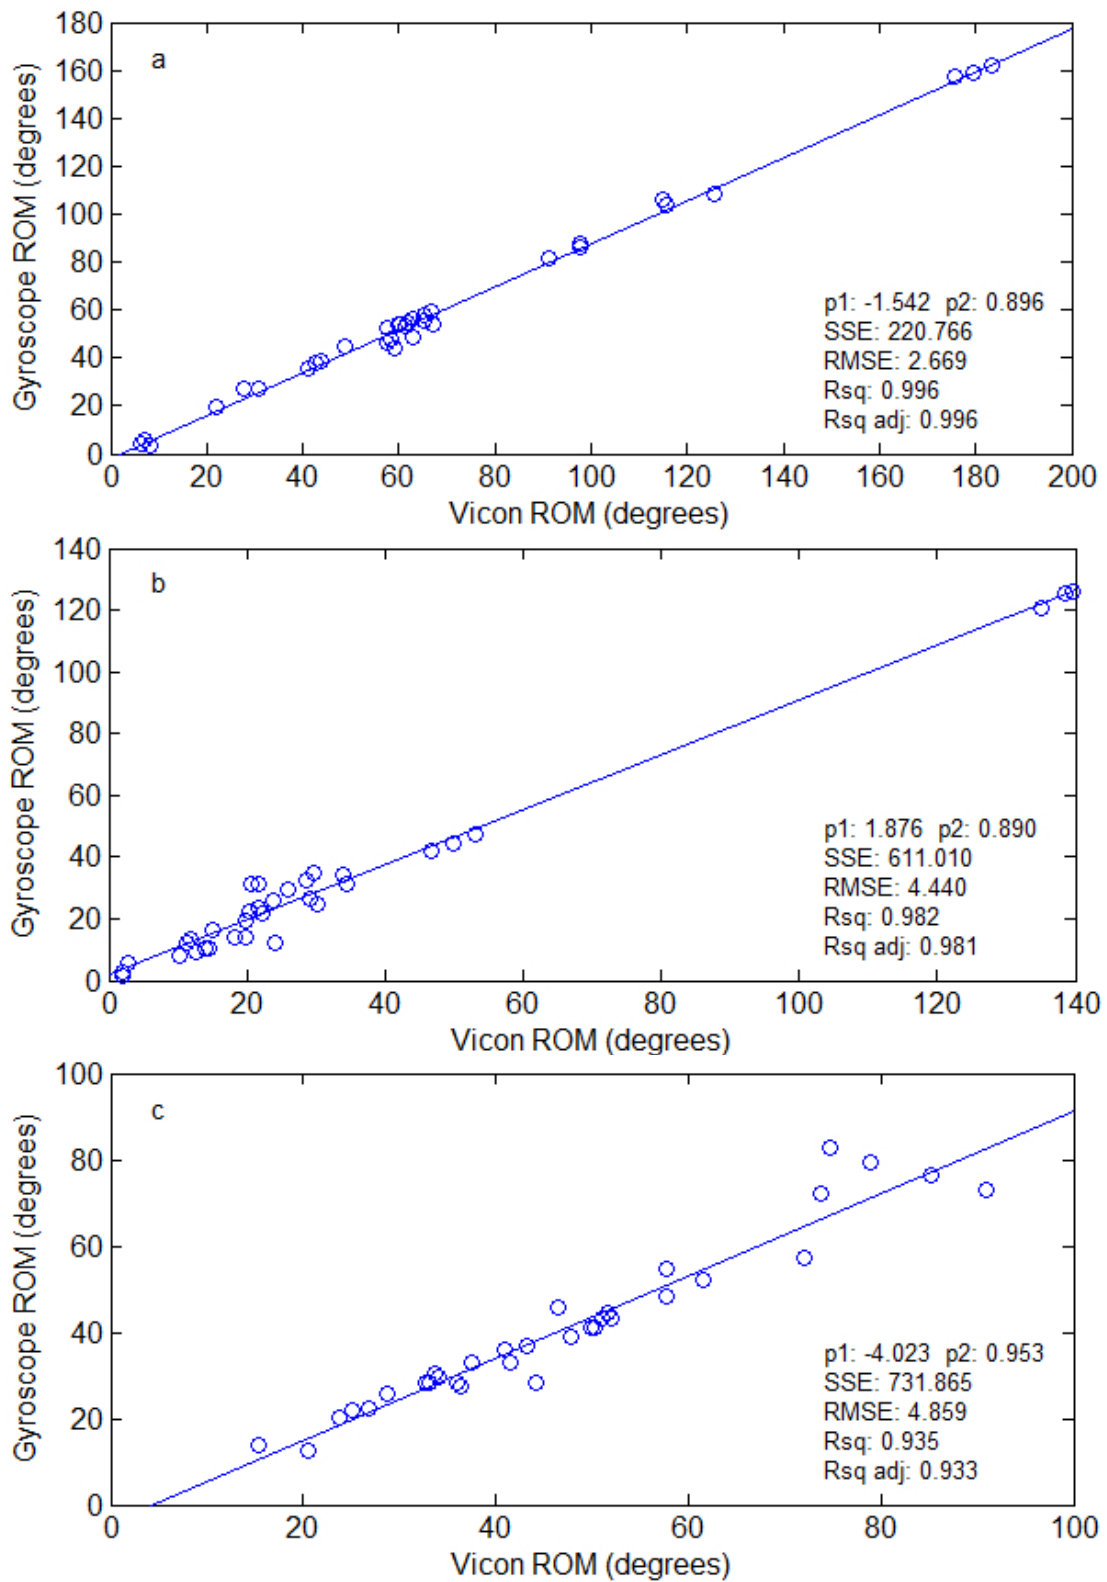 180
160
140
120
100
80
60
40
20
0
Gyroscope ROM (degrees)
a
p1: -1.542 p2: 0.896
SSE: 220.766
RMSE: 2.669
Rsq: 0.996
Rsq adj: 0.996
0 20 40 60 80 100 120 140 160 180 200
Vicon ROM (degrees)
140
120
100
80
60
40
20
0
Gyroscope ROM (degrees)
b
p1: 1.876 p2: 0.890
SSE: 611.010
RMSE: 4.440
Rsq: 0.982
Rsq adj: 0.981
0 20 40 60 80 100 120 140
Vicon ROM (degrees)
100
80
60
40
20
0
Gyroscope ROM (degrees)
c
p1: -4.023 p2: 0.953
SSE: 731.865
RMSE: 4.859
Rsq: 0.935
Rsq adj: 0.933
0 20 40 60 80 100
Vicon ROM (degrees)